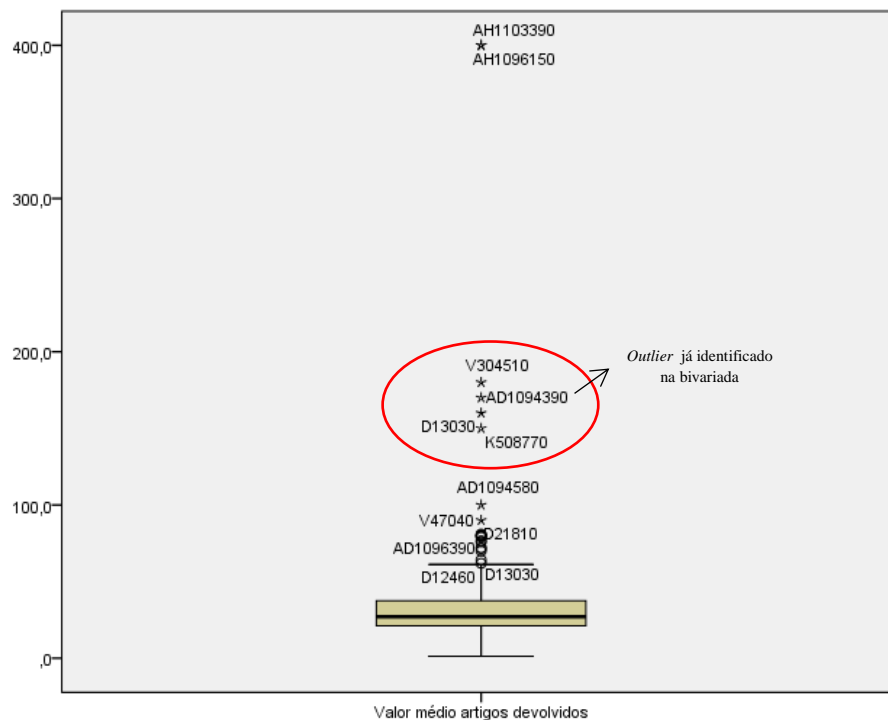 AH1103390
400,0
AH1096150
300,0
200,0
V304510
AD1094390
D13030
K508770
Outlier já identificado
na bivariada
AD1094580
100,0
V47040
D21810
AD1096390
D12460
D13030
,0
Valor médio artigos devolvidos